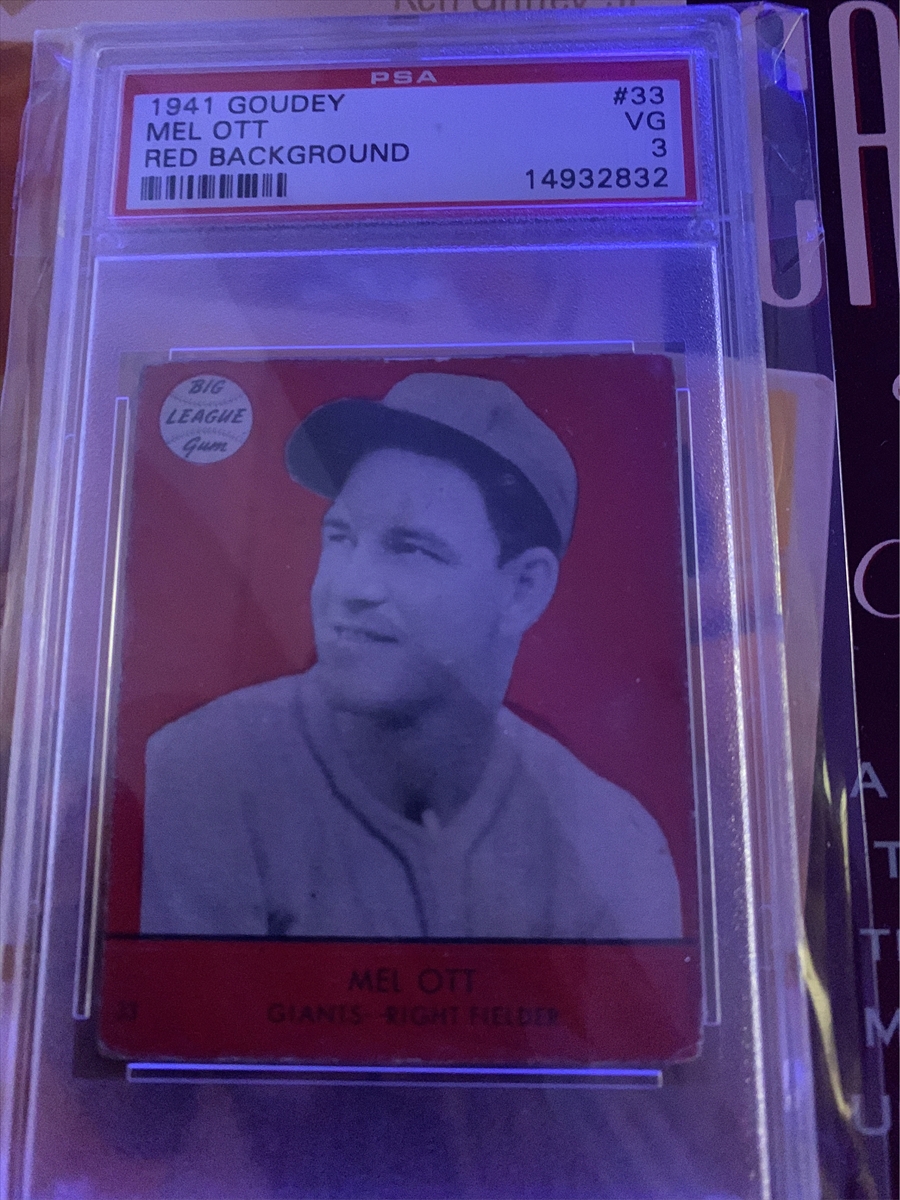 PSA
1941 GOUDEY #33
MEL OTT VG
RED BACKGROUND 3
14932832
BIG
LEAGUE
Gum
MEL OTT
33 GIANTS-RIGHT FIELDER
A
T
M
U